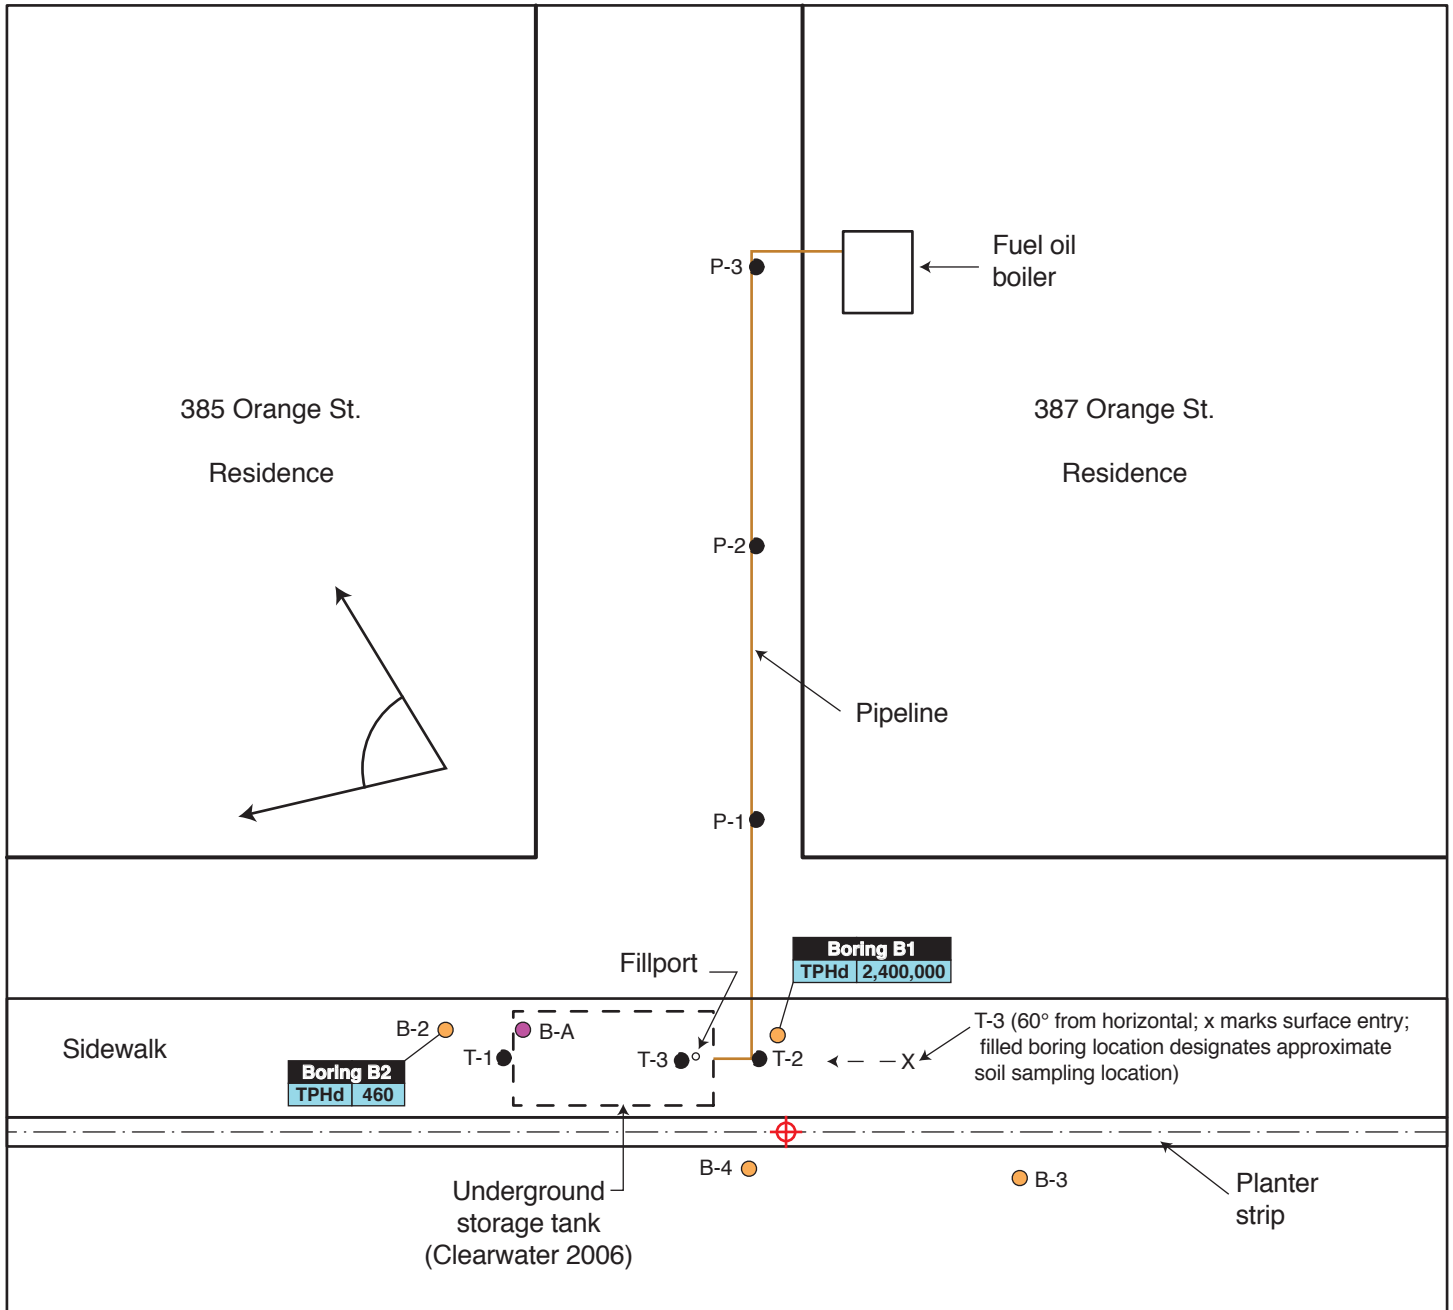 P-3
Fuel oil
boiler
385 Orange St.
Residence
387 Orange St.
Residence
P-2
Pipeline
P-1
Fillport
Boring B1
TPHd 2,400,000
Sidewalk
B-2
B-A
T-1
T-3
T-2
X
T-3 (60° from horizontal; x marks surface entry;
filled boring location designates approximate
soil sampling location)
Boring B2
TPHd 460
B-4
B-3
Underground
storage tank
(Clearwater 2006)
Planter
strip